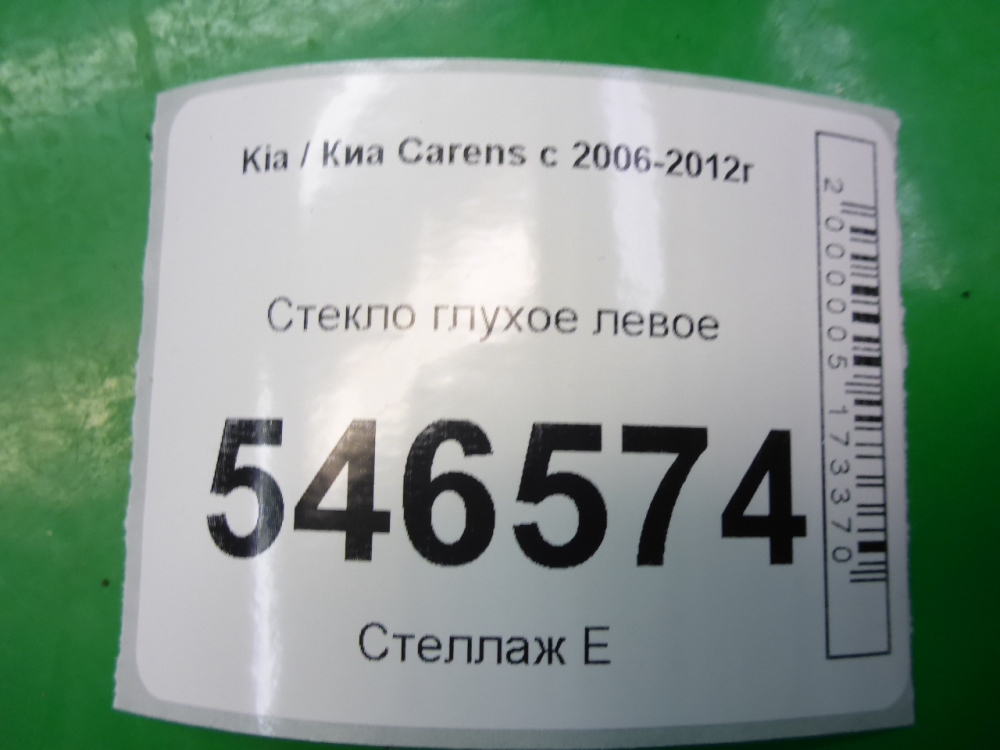 Kia / Киа Carens с 2006-2012г
Стекло глухое левое
546574
Стеллаж Е
2000005173370